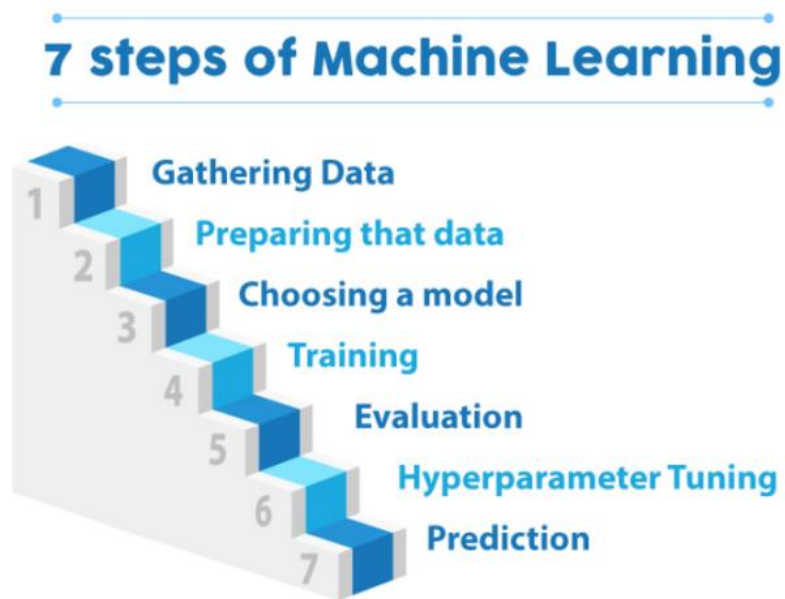 7 steps of Machine Learning
1 Gathering Data
2 Preparing that data
3 Choosing a model
4 Training
5 Evaluation
6 Hyperparameter Tuning
7 Prediction